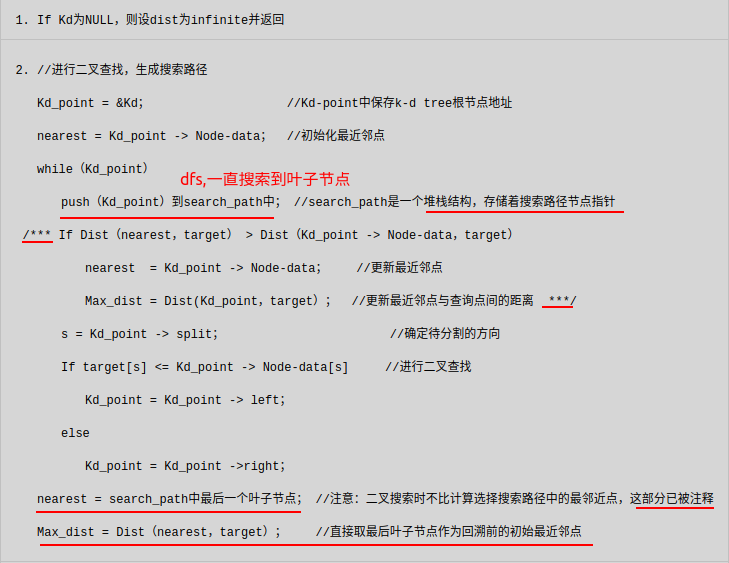 1. If Kd为NULL，则设dist为infinite并返回
2. //进行二叉查找，生成搜索路径
Kd_point = &Kd； //Kd-point中保存k-d tree根节点地址
nearest = Kd_point -> Node-data； //初始化最近邻点
while（Kd_point）
dfs,一直搜索到叶子节点
push（Kd_point）到search_path中； //search_path是一个堆栈结构，存储着搜索路径节点指针
/*** If Dist（nearest，target） > Dist（Kd_point -> Node-data，target）
nearest  = Kd_point -> Node-data； //更新最近邻点
Max_dist = Dist(Kd_point，target）； //更新最近邻点与查询点间的距离  ***/
s = Kd_point -> split； //确定待分割的方向
If target[s] <= Kd_point -> Node-data[s] //进行二叉查找
Kd_point = Kd_point -> left；
else
Kd_point = Kd_point ->right；
nearest = search_path中最后一个叶子节点； //注意：二叉搜索时不比计算选择搜索路径中的最邻近点，这部分已被注释
Max_dist = Dist（nearest，target）； //直接取最后叶子节点作为回溯前的初始最近邻点